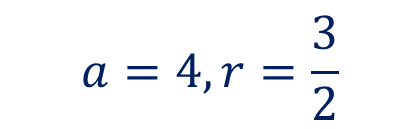 a = 4, r = 3/2